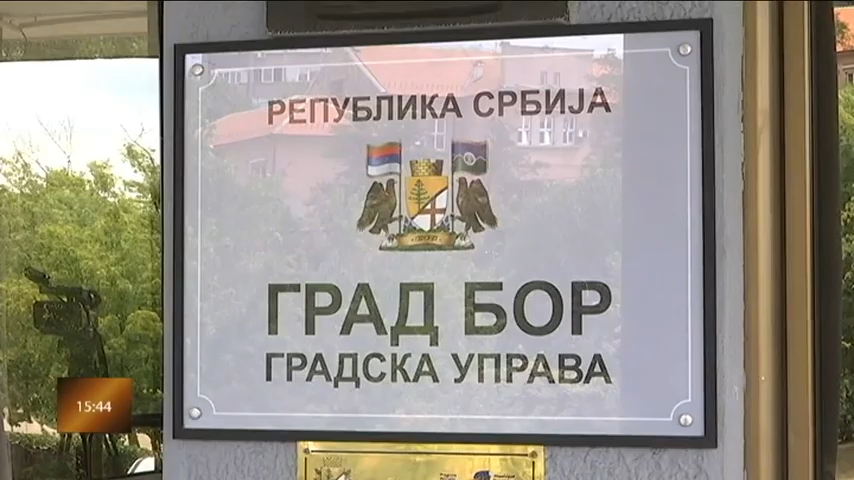 РЕПУБЛИКА СРБИЈА
ГРАД БОР
ГРАДСКА УПРАВА
15:44